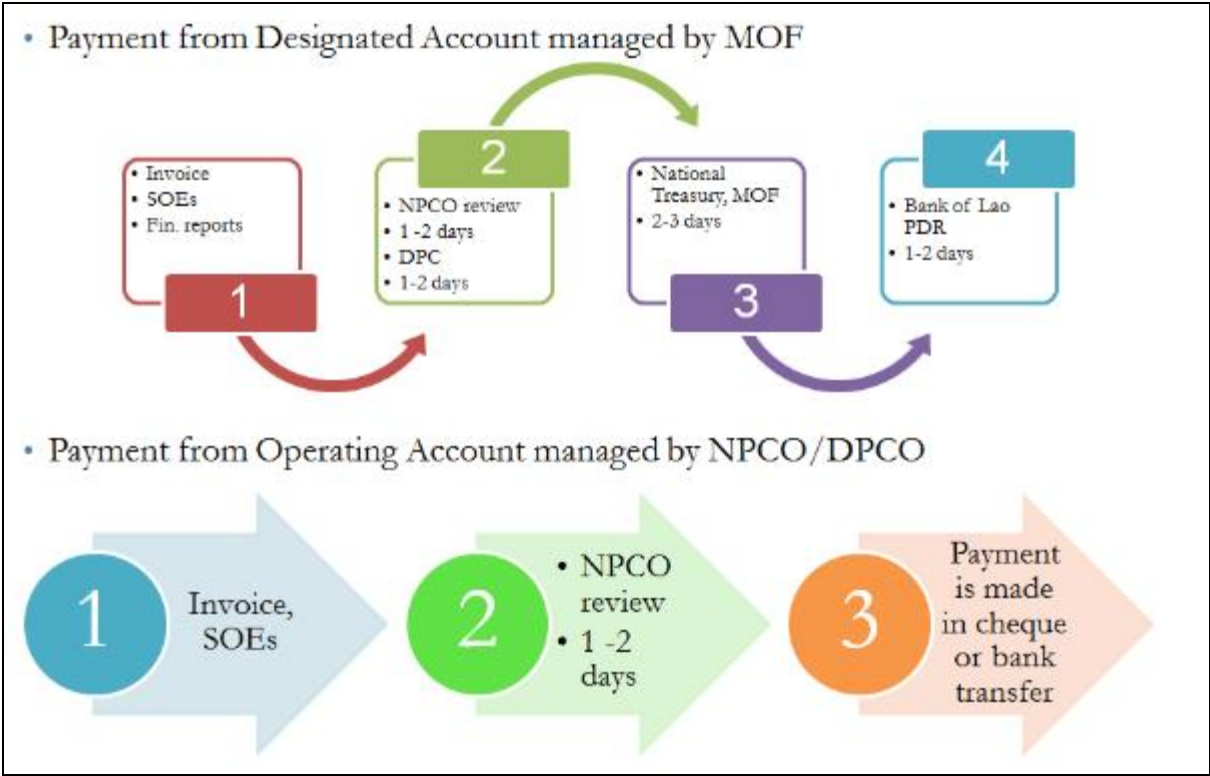 • Payment from Designated Account managed by MOF
• Invoice
• SOEs
• Fin. reports
1
2
• NPCO review
• 1 -2 days
• DPC
• 1-2 days
• National
Treasury, MOF
• 2-3 days
3
4
• Bank of Lao
PDR
• 1-2 days
• Payment from Operating Account managed by NPCO/DPCO
1
Invoice,
SOEs
2
• NPCO
review
• 1 -2
days
3
Payment
is made
in cheque
or bank
transfer